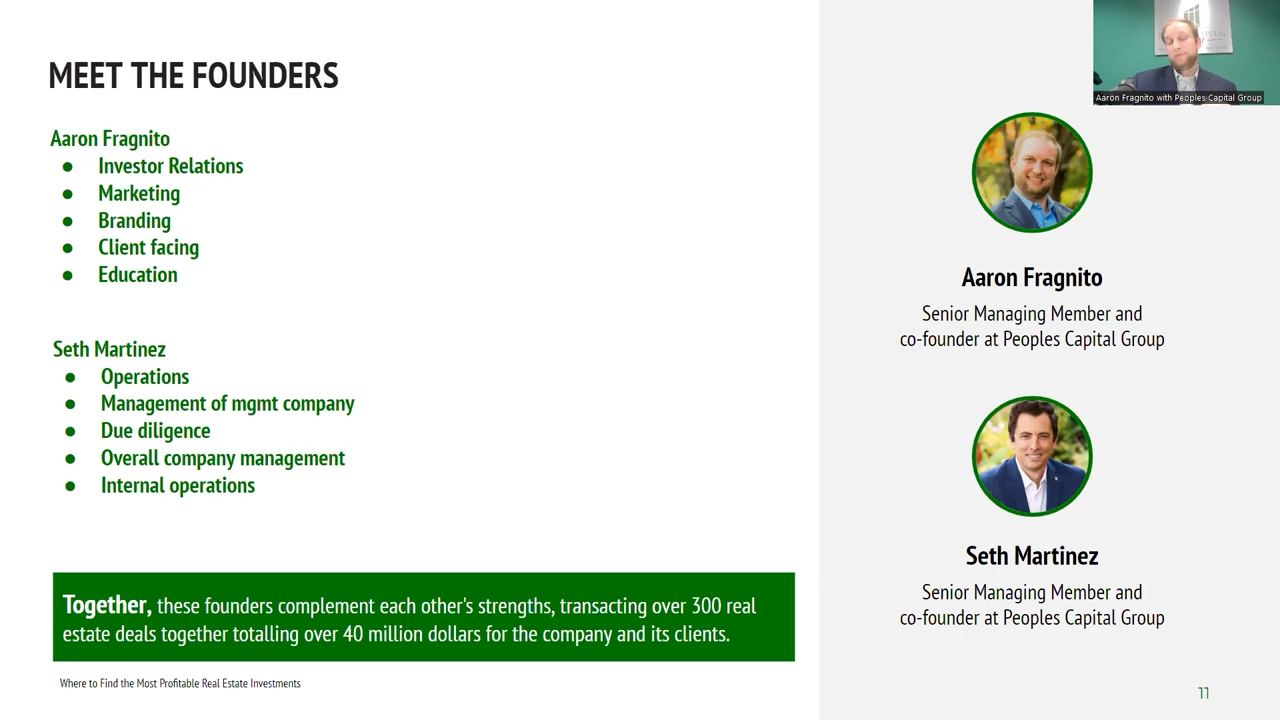 MEET THE FOUNDERS
Aaron Fragnito
● Investor Relations
● Marketing
● Branding
● Client facing
● Education
Seth Martinez
● Operations
● Management of mgmt company
● Due diligence
● Overall company management
● Internal operations
Together, these founders complement each other's strengths, transacting over 300 real
estate deals together totalling over 40 million dollars for the company and its clients.
Where to Find the Most Profitable Real Estate Investments
Aaron Fragnito with Peoples Capital Group
Aaron Fragnito
Senior Managing Member and
co-founder at Peoples Capital Group
Seth Martinez
Senior Managing Member and
co-founder at Peoples Capital Group
11